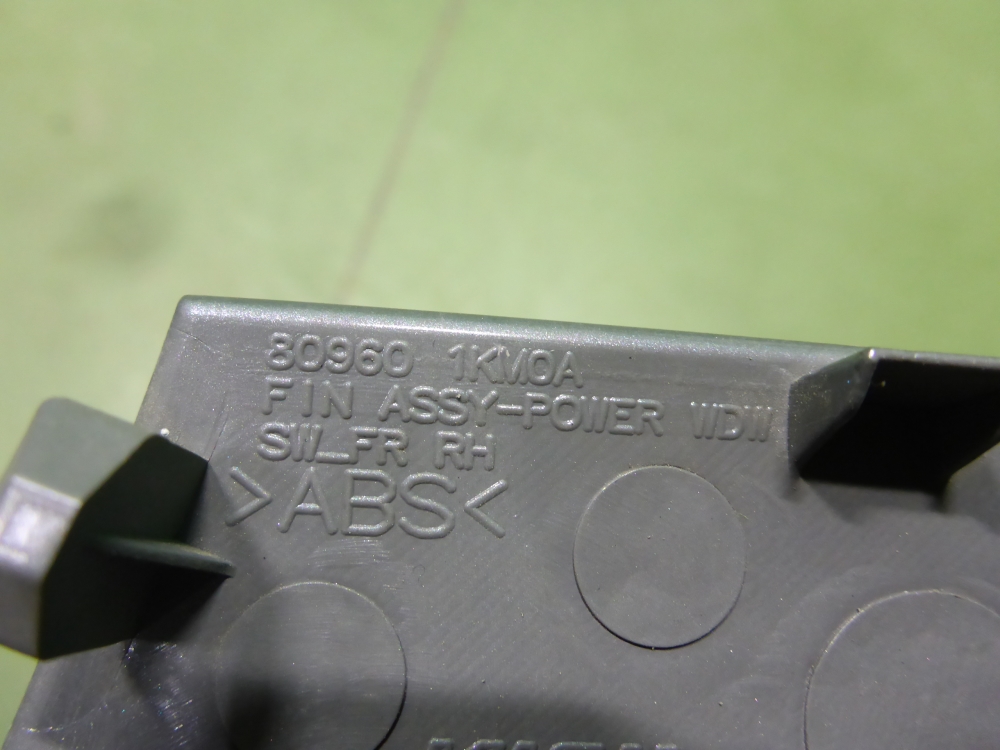 80960 1KM0A
FIN ASSY-POWER WDW
SW_FR RH
>ABS<